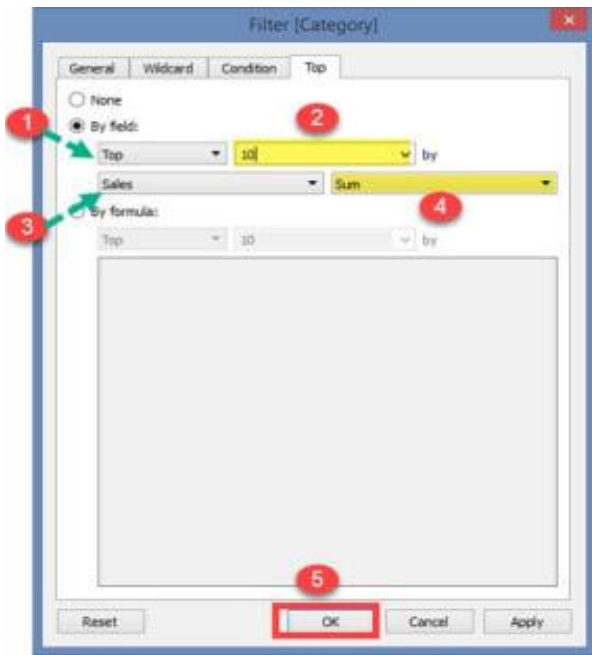 Filter [Category]
General Wildcard Condition Top
None
By field:
1
2
Top 10 by
Sales Sum
3
4
By formula:
Top 10 by
5
Reset OK Cancel Apply